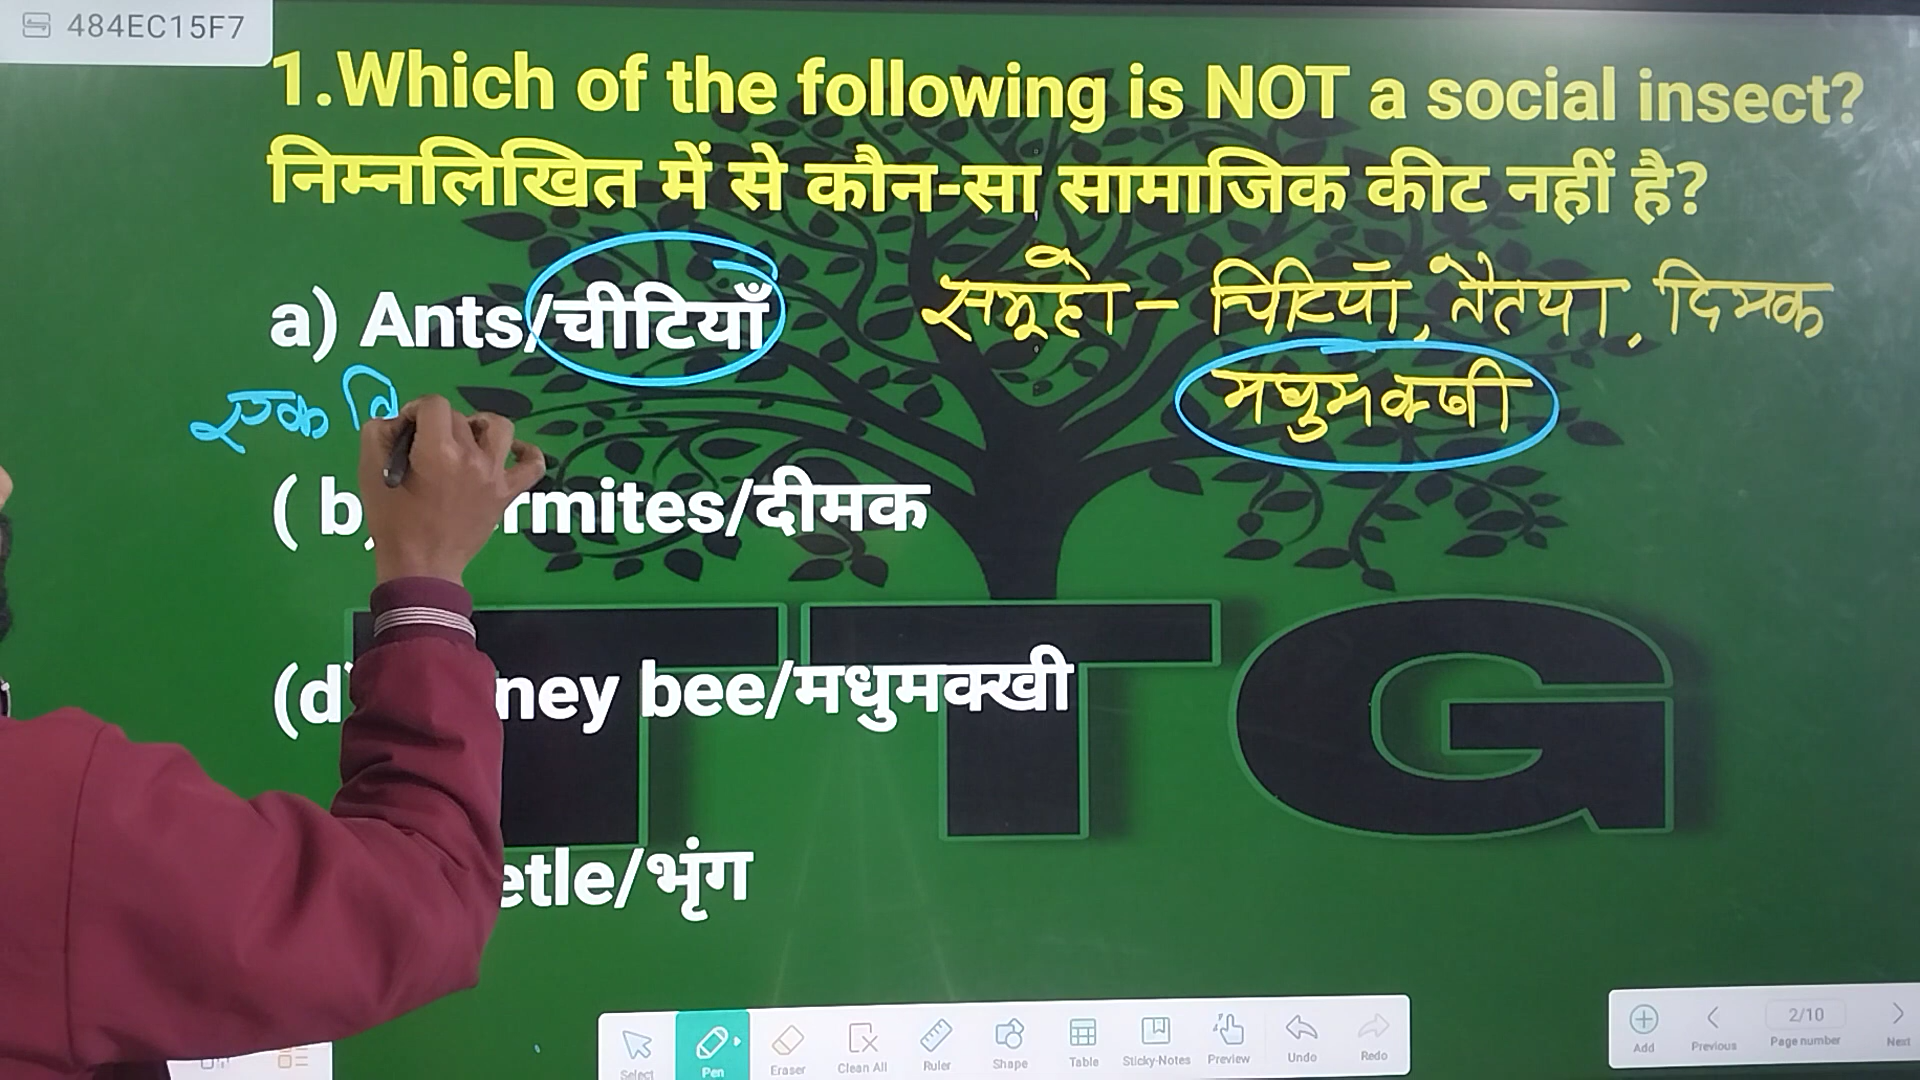 484EC15F7
1.Which of the following is NOT a social insect?
निम्नलिखित में से कौन-सा सामाजिक कीट नहीं है?
a) Ants/चीटियाँ
समूहो - चिटियाँ, तैतया, दिमक
मधुमक्खी
एक
( b) rmites/दीमक
(d) ney bee/मधुमक्खी
etle/भृंग
TTG
Select Pen Eraser Clean All Ruler Shape Table Sticky-Notes Preview Undo Redo
Add Previous 2/10 Page number Next